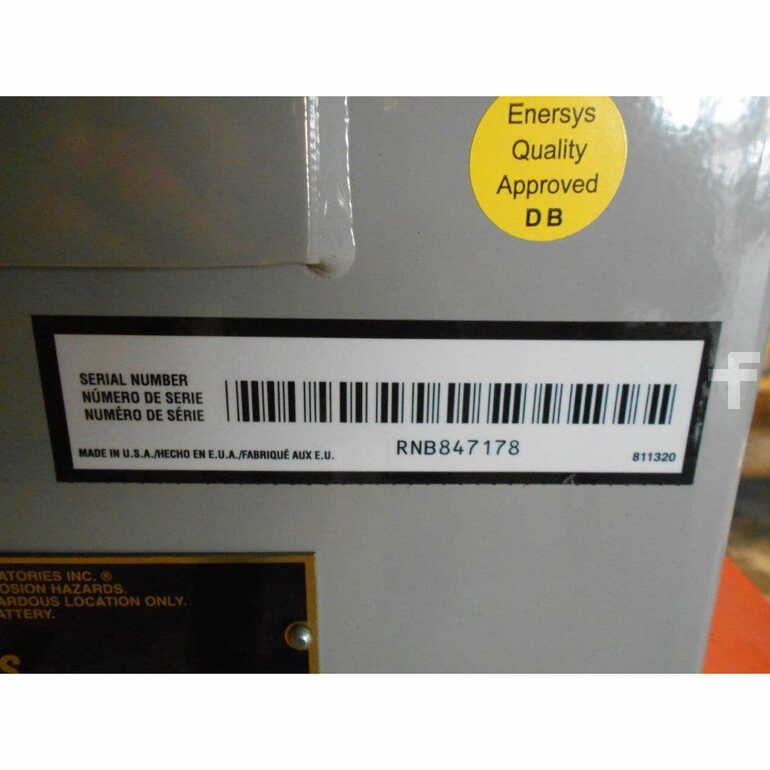 Enersys
Quality
Approved
DB
SERIAL NUMBER
NÚMERO DE SERIE
NUMÉRO DE SÉRIE
MADE IN U.S.A./HECHO EN E.U.A./FABRIQUÉ AUX E.U.
RNB847178
811320
ATORIES INC.®
OSION HAZARDS.
ARDOUS LOCATION ONLY.
ATTERY.
S
f